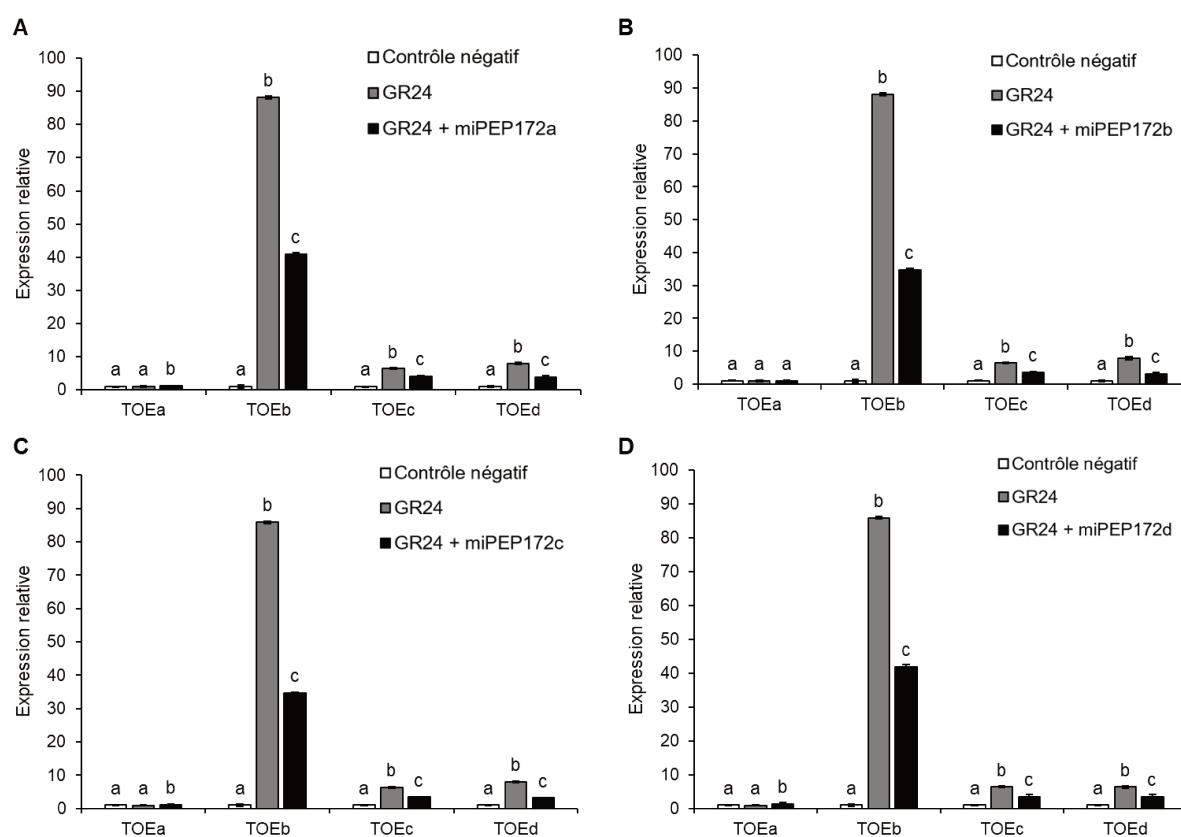 A
Expression relative
100
90
80
70
60
50
40
30
20
10
0
Contrôle négatif
GR24
GR24 + miPEP172a
a a b
a b c
a b c
a b c
TOEa TOEb TOEc TOEd
B
Expression relative
100
90
80
70
60
50
40
30
20
10
0
Contrôle négatif
GR24
GR24 + miPEP172b
a a a
a b c
a b c
a b c
TOEa TOEb TOEc TOEd
C
Expression relative
100
90
80
70
60
50
40
30
20
10
0
Contrôle négatif
GR24
GR24 + miPEP172c
a a b
a b c
a b c
a b c
TOEa TOEb TOEc TOEd
D
Expression relative
100
90
80
70
60
50
40
30
20
10
0
Contrôle négatif
GR24
GR24 + miPEP172d
a a b
a b c
a b c
a b c
TOEa TOEb TOEc TOEd